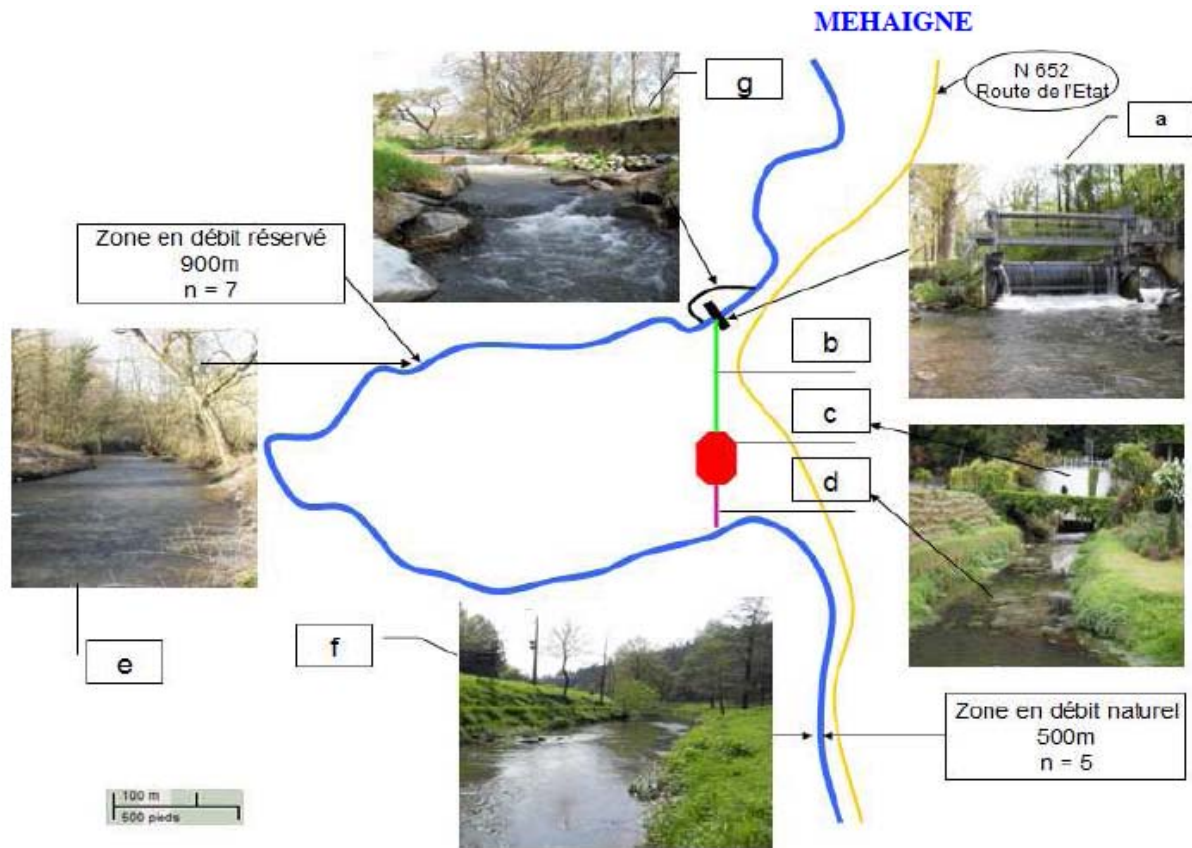 MEHAIGNE
N 652
Route de l'Etat
g
a
Zone en débit réservé
900m
n = 7
b
c
d
e
f
Zone en débit naturel
500m
n = 5
100 m
500 pieds